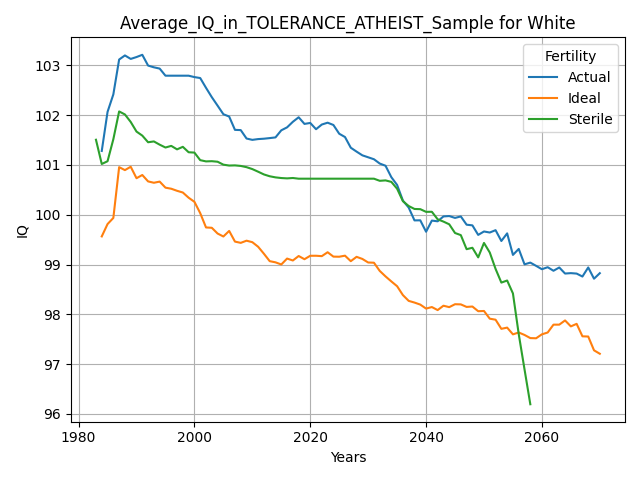 Average_IQ_in_TOLERANCE_ATHEIST_Sample for White
Fertility
Actual
Ideal
Sterile
IQ
103
102
101
100
99
98
97
96
1980
2000
2020
2040
2060
Years